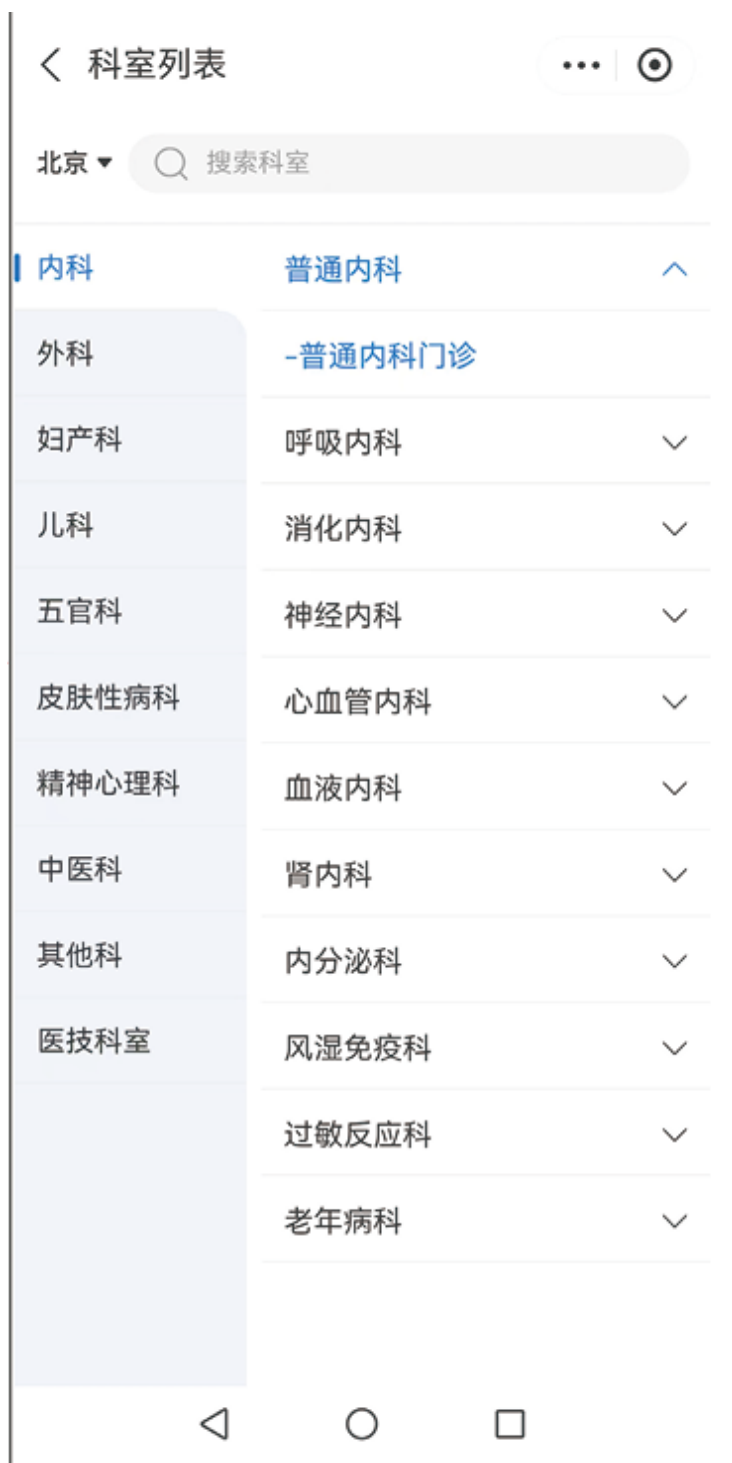 科室列表
北京
搜索科室
内科
外科
妇产科
儿科
五官科
皮肤性病科
精神心理科
中医科
其他科
医技科室
普通内科
-普通内科门诊
呼吸内科
消化内科
神经内科
心血管内科
血液内科
肾内科
内分泌科
风湿免疫科
过敏反应科
老年病科